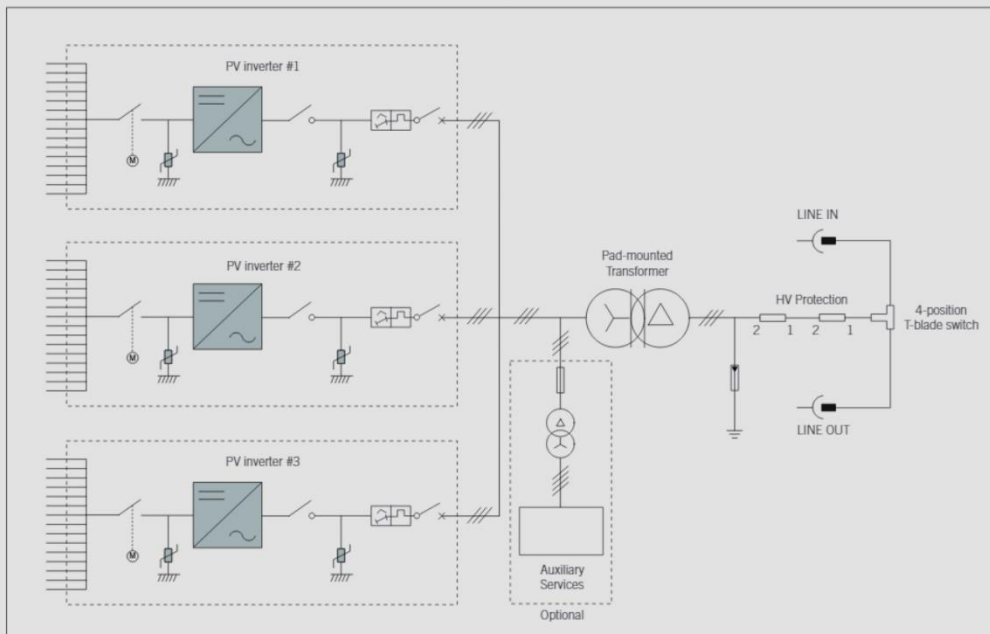 PV inverter #1
M
PV inverter #2
M
PV inverter #3
M
Pad-mounted
Transformer
LINE IN
HV Protection
2 1 2 1
4-position
T-blade switch
LINE OUT
Auxiliary
Services
Optional